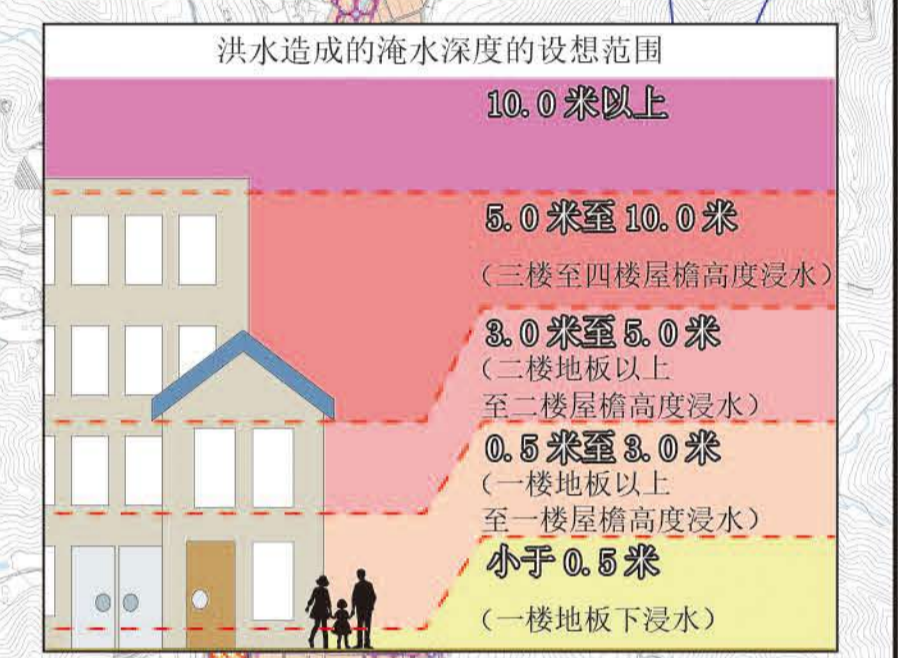 洪水造成的淹水深度的设想范围
10.0 米以上
5.0 米至 10.0 米
（三楼至四楼屋檐高度浸水）
3.0 米至 5.0 米
（二楼地板以上
至二楼屋檐高度浸水）
0.5 米至 3.0 米
（一楼地板以上
至一楼屋檐高度浸水）
小于 0.5 米
（一楼地板下浸水）